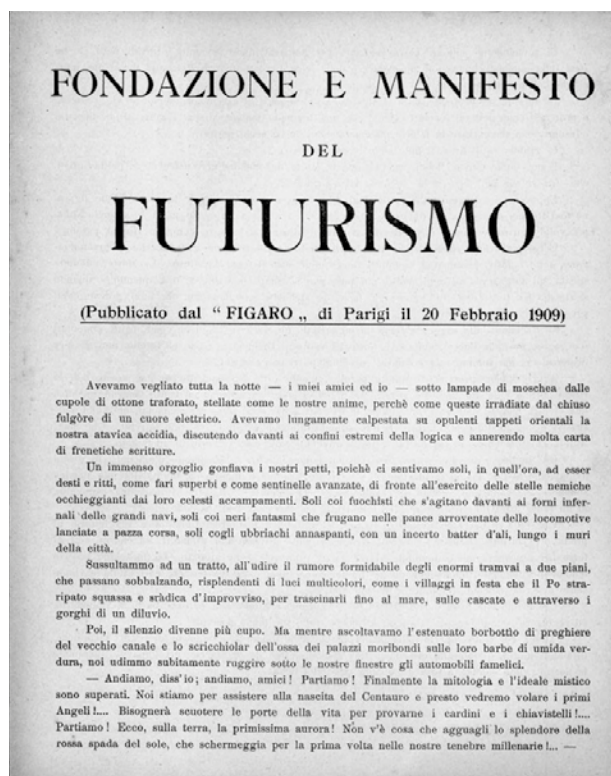 FONDAZIONE E MANIFESTO
DEL
FUTURISMO
(Pubblicato dal “ FIGARO „ di Parigi il 20 Febbraio 1909)
Avevamo vegliato tutta la notte — i miei amici ed io — sotto lampade di moschea dalle
cupole di ottone traforato, stellate come le nostre anime, perchè come queste irradiate dal chiuso
fulgòre di un cuore elettrico. Avevamo lungamente calpestata su opulenti tappeti orientali la
nostra atavica accidia, discutendo davanti ai confini estremi della logica e annerendo molta carta
di frenetiche scritture.
Un immenso orgoglio gonfiava i nostri petti, poichè ci sentivamo soli, in quell'ora, ad esser
desti e ritti, come fari superbi e come sentinelle avanzate, di fronte all'esercito delle stelle nemiche
occhieggianti dai loro celesti accampamenti. Soli coi fuochisti che s'agitano davanti ai forni infer-
nali delle grandi navi, soli coi neri fantasmi che frugano nelle pance arroventate delle locomotive
lanciate a pazza corsa, soli cogli ubbriachi annaspanti, con un incerto batter d'ali, lungo i muri
della città.
Sussultammo ad un tratto, all'udire il rumore formidabile degli enormi tramvai a due piani,
che passano sobbalzando, risplendenti di luci multicolori, come i villaggi in festa che il Po stra-
ripato squassa e sràdica d'improvviso, per trascinarli fino al mare, sulle cascate e attraverso i
gorghi di un diluvio.
Poi, il silenzio divenne più cupo. Ma mentre ascoltavamo l'estenuato borbottìo di preghiere
del vecchio canale e lo scricchiolar dell'ossa dei palazzi moribondi sulle loro barbe di umida ver-
dura, noi udimmo subitamente ruggire sotto le nostre finestre gli automobili famelici.
— Andiamo, diss'io; andiamo, amici! Partiamo! Finalmente la mitologia e l'ideale mistico
sono superati. Noi stiamo per assistere alla nascita del Centauro e presto vedremo volare i primi
Angeli!.... Bisognerà scuotere le porte della vita per provarne i cardini e i chiavistelli!....
Partiamo! Ecco, sulla terra, la primissima aurora! Non v'è cosa che agguagli lo splendore della
rossa spada del sole, che schermeggia per la prima volta nelle nostre tenebre millenarie!... —